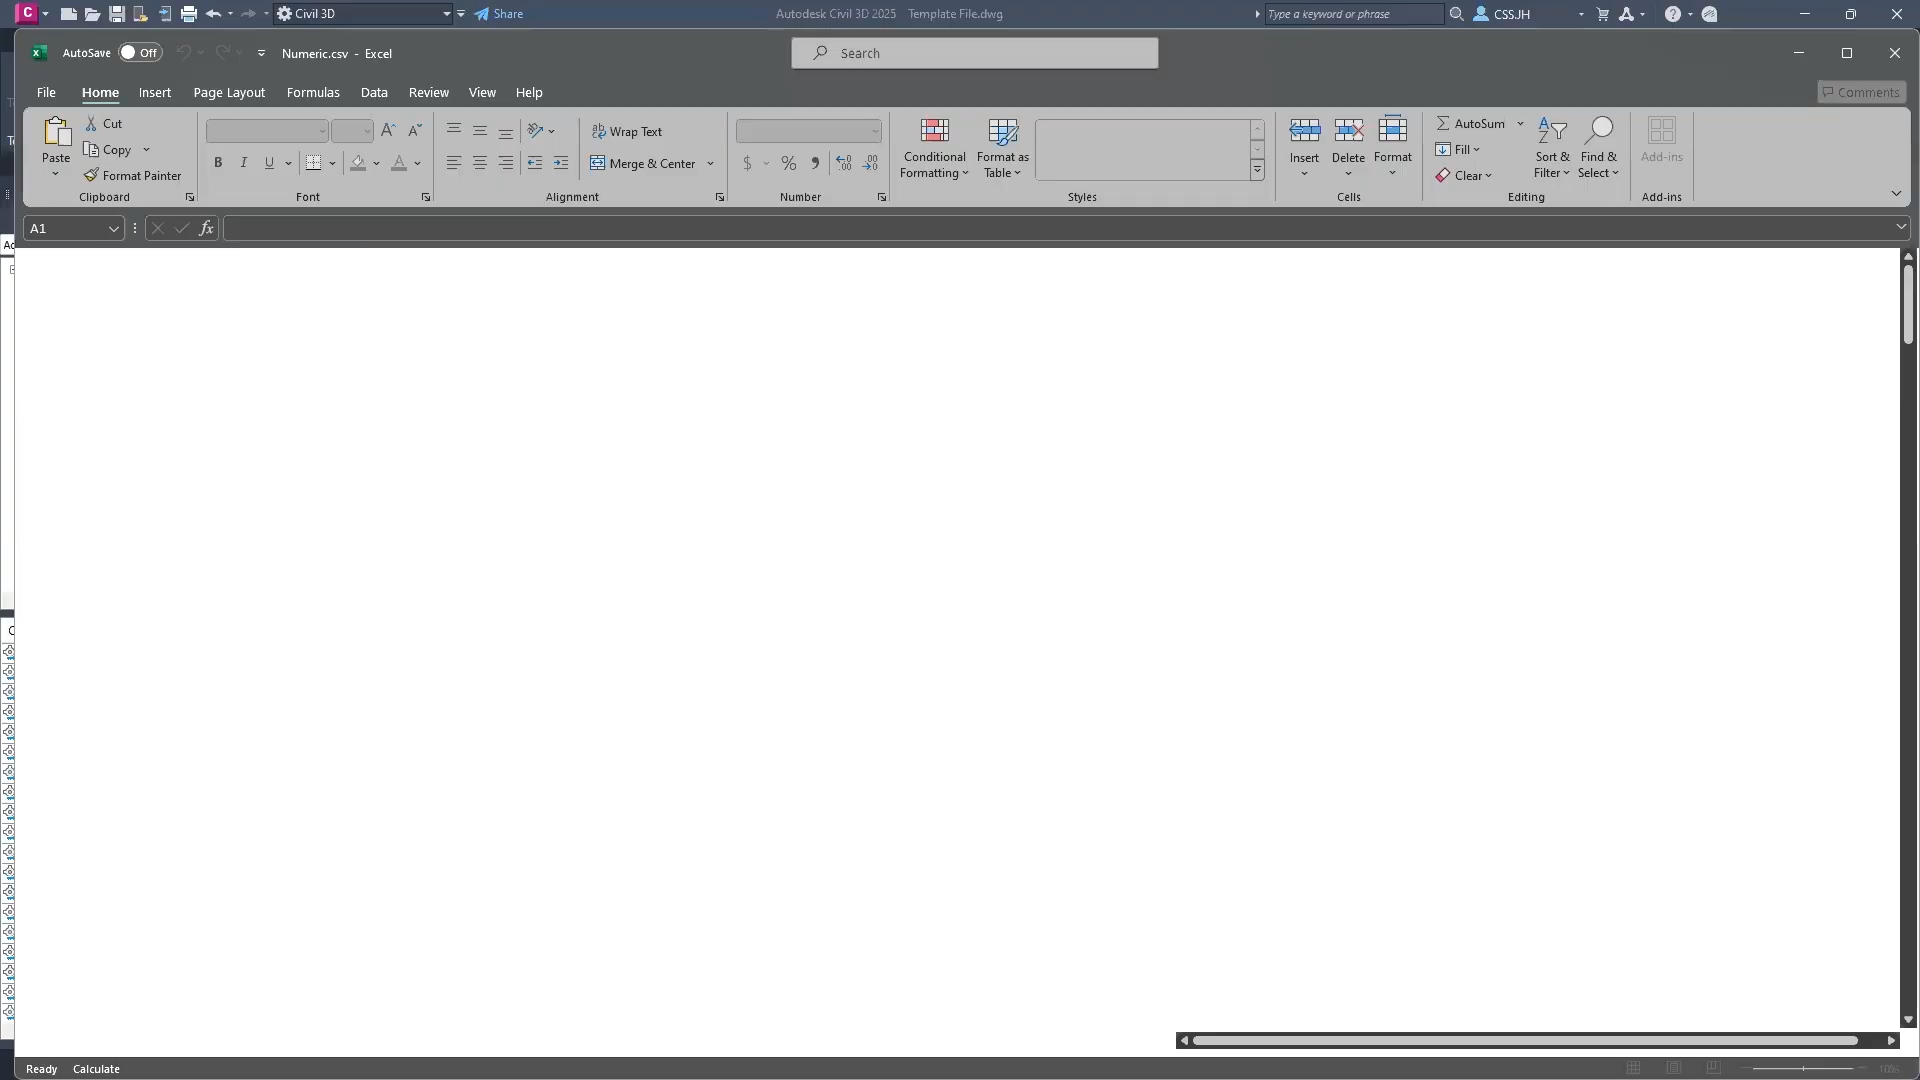 C Civil 3D Share Autodesk Civil 3D 2025 Template File.dwg Type a keyword or phrase CSSJH
AutoSave Off Numeric.csv - Excel Search
File Home Insert Page Layout Formulas Data Review View Help Comments
Paste
Cut
Copy
Format Painter
Clipboard
B I U
Font
Wrap Text
Merge & Center
Alignment
$ % ,
Number
Conditional
Formatting
Format as
Table
Styles
Insert
Delete
Format
Cells
AutoSum
Fill
Clear
Sort &
Filter
Find &
Select
Editing
Add-ins
Add-ins
A1 fx
Ready Calculate 10%